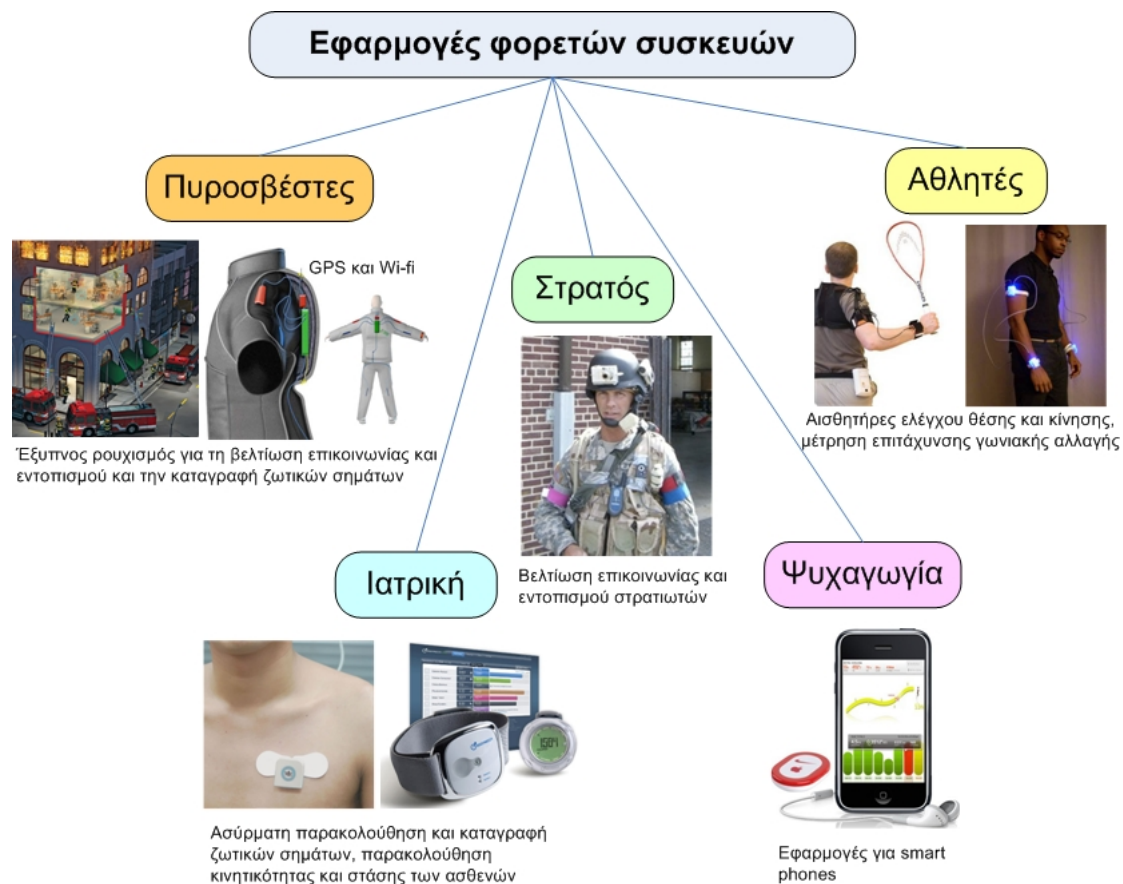 Εφαρμογές φορετών συσκευών
Πυροσβέστες
GPS και Wi-fi
Έξυπνος ρουχισμός για τη βελτίωση επικοινωνίας και
εντοπισμού και την καταγραφή ζωτικών σημάτων
Στρατός
Βελτίωση επικοινωνίας και
εντοπισμού στρατιωτών
Αθλητές
Αισθητήρες ελέγχου θέσης και κίνησης,
μέτρηση επιτάχυνσης γωνιακής αλλαγής
Ιατρική
Ασύρματη παρακολούθηση και καταγραφή
ζωτικών σημάτων, παρακολούθηση
κινητικότητας και στάσης των ασθενών
Ψυχαγωγία
Εφαρμογές για smart
phones